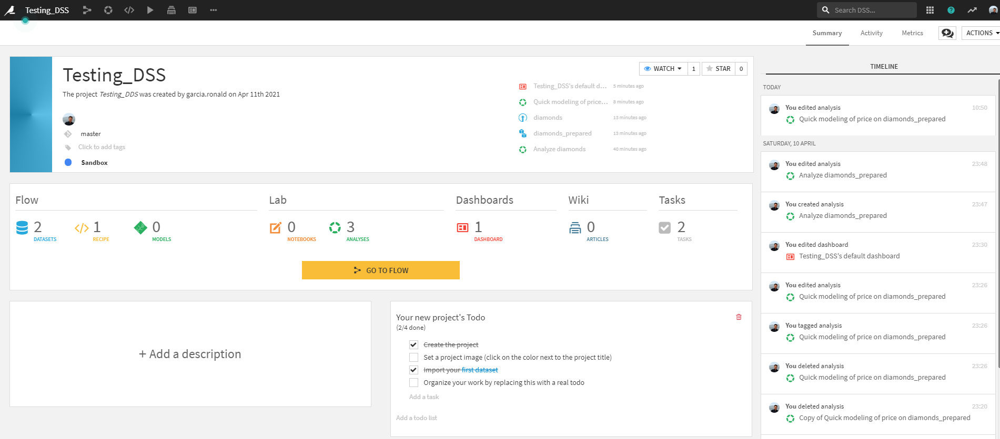 Testing_DSS
Search DSS...
Summary
Activity
Metrics
ACTIONS
Testing_DSS
The project Testing_DDS was created by garcia.ronald on Apr 11th 2021
master
Click to add tags
Sandbox
WATCH 1
STAR 0
Testing_DSS's default d... 5 minutes ago
Quick modeling of price... 8 minutes ago
diamonds 13 minutes ago
diamonds_prepared 13 minutes ago
Analyze diamonds 40 minutes ago
Flow
2 DATASETS
1 RECIPE
0 MODELS
Lab
0 NOTEBOOKS
3 ANALYSES
Dashboards
1 DASHBOARD
Wiki
0 ARTICLES
Tasks
2 TASKS
GO TO FLOW
+ Add a description
Your new project's Todo
(2/4 done)
Create the project
Set a project image (click on the color next to the project title)
Import your first dataset
Organize your work by replacing this with a real todo
Add a task
Add a todo list
TIMELINE
TODAY
You edited analysis 10:50
Quick modeling of price on diamonds_prepared
SATURDAY, 10 APRIL
You edited analysis 23:48
Analyze diamonds_prepared
You created analysis 23:47
Analyze diamonds_prepared
You edited dashboard 23:30
Testing_DSS's default dashboard
You edited analysis 23:26
Quick modeling of price on diamonds_prepared
You tagged analysis 23:26
Quick modeling of price on diamonds_prepared
You deleted analysis 23:26
Quick modeling of price on diamonds_prepared
You deleted analysis 23:20
Copy of Quick modeling of price on diamonds_prepared